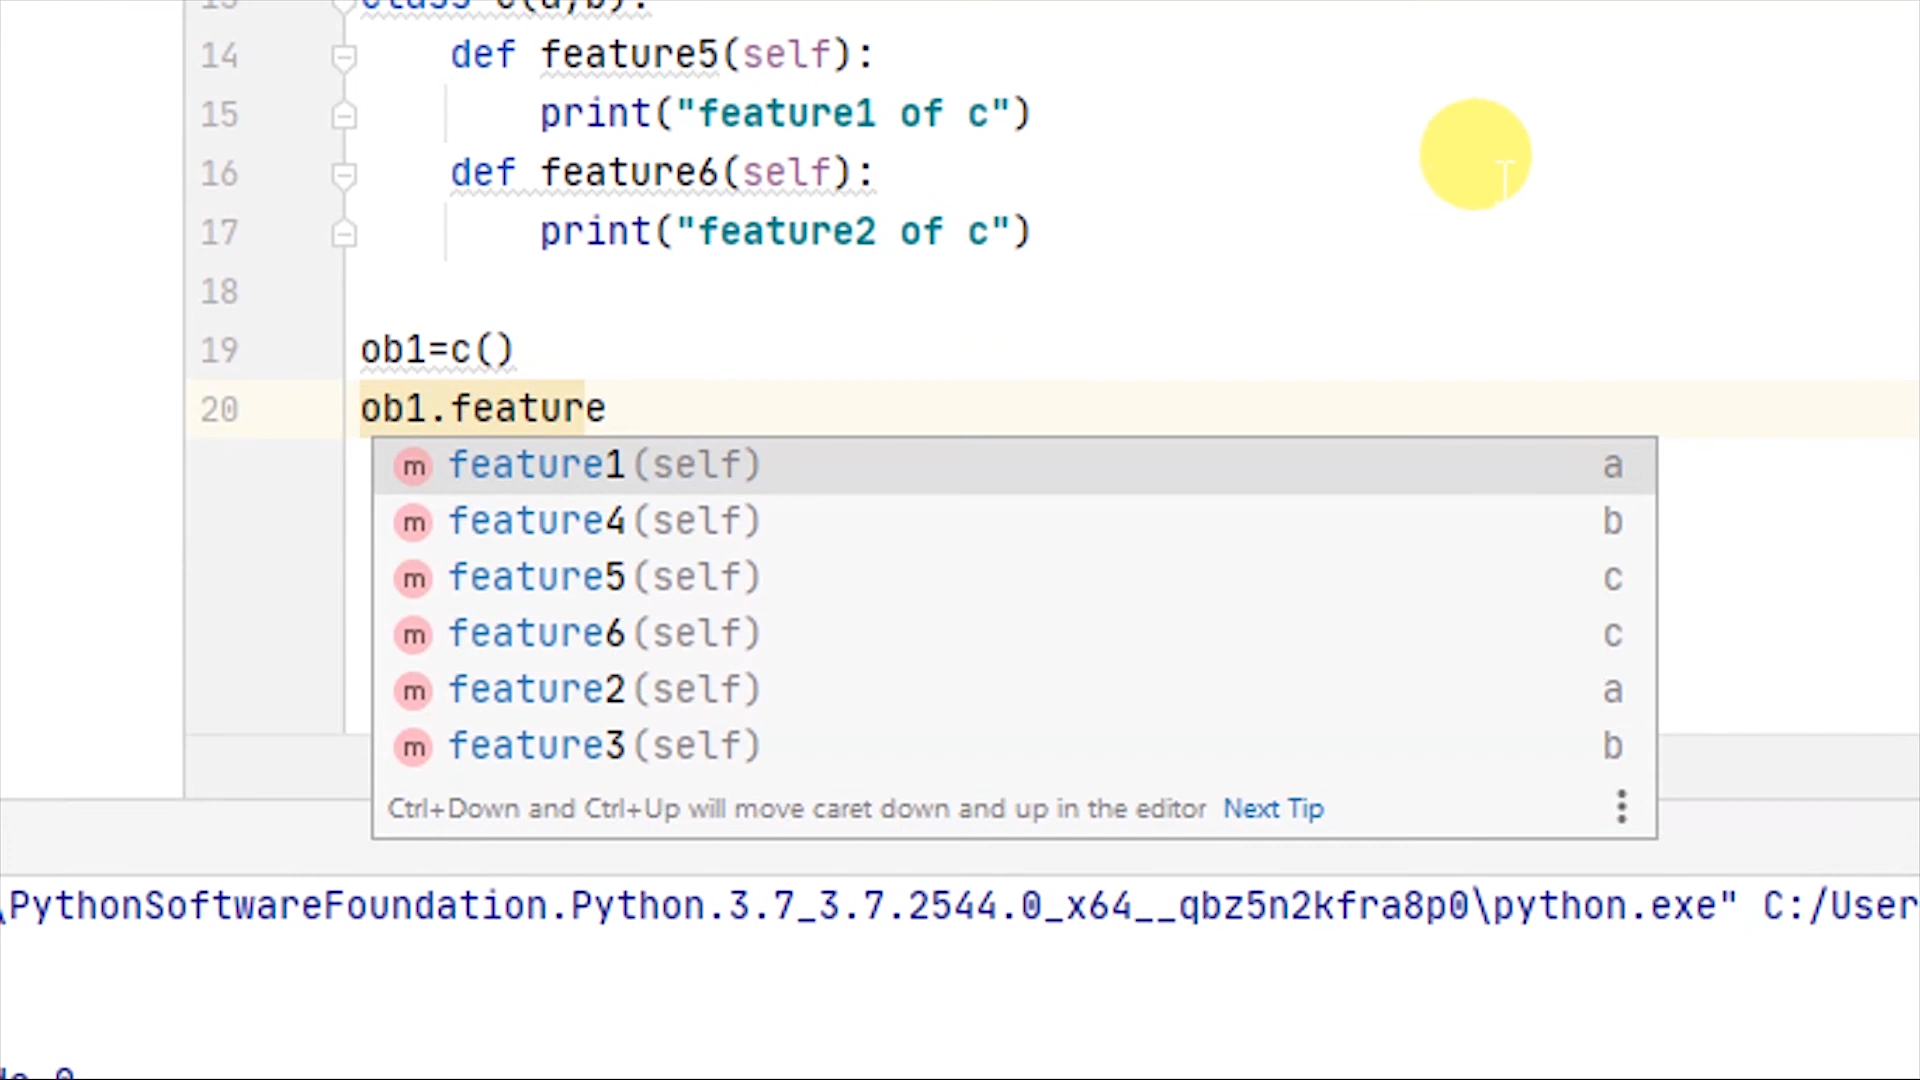 13 class c(a,b):
14 def feature5(self):
15 print("feature1 of c")
16 def feature6(self):
17 print("feature2 of c")
18
19 ob1=c()
20 ob1.feature
m feature1(self) a
m feature4(self) b
m feature5(self) c
m feature6(self) c
m feature2(self) a
m feature3(self) b
Ctrl+Down and Ctrl+Up will move caret down and up in the editor Next Tip
\PythonSoftwareFoundation.Python.3.7_3.7.2544.0_x64__qbz5n2kfra8p0\python.exe" C:/User